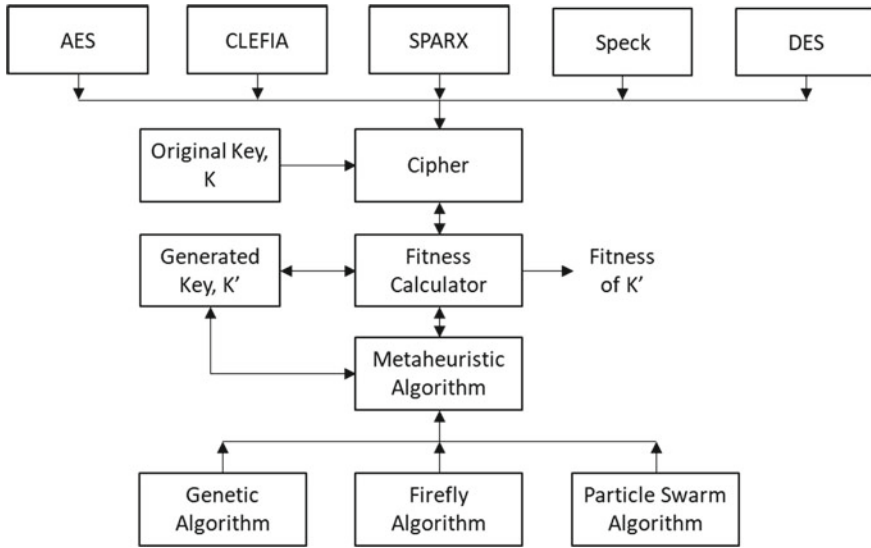 AES
CLEFIA
SPARX
Speck
DES
Original Key,
K
Cipher
Generated
Key, K’
Fitness
Calculator
Fitness
of K’
Metaheuristic
Algorithm
Genetic
Algorithm
Firefly
Algorithm
Particle Swarm
Algorithm